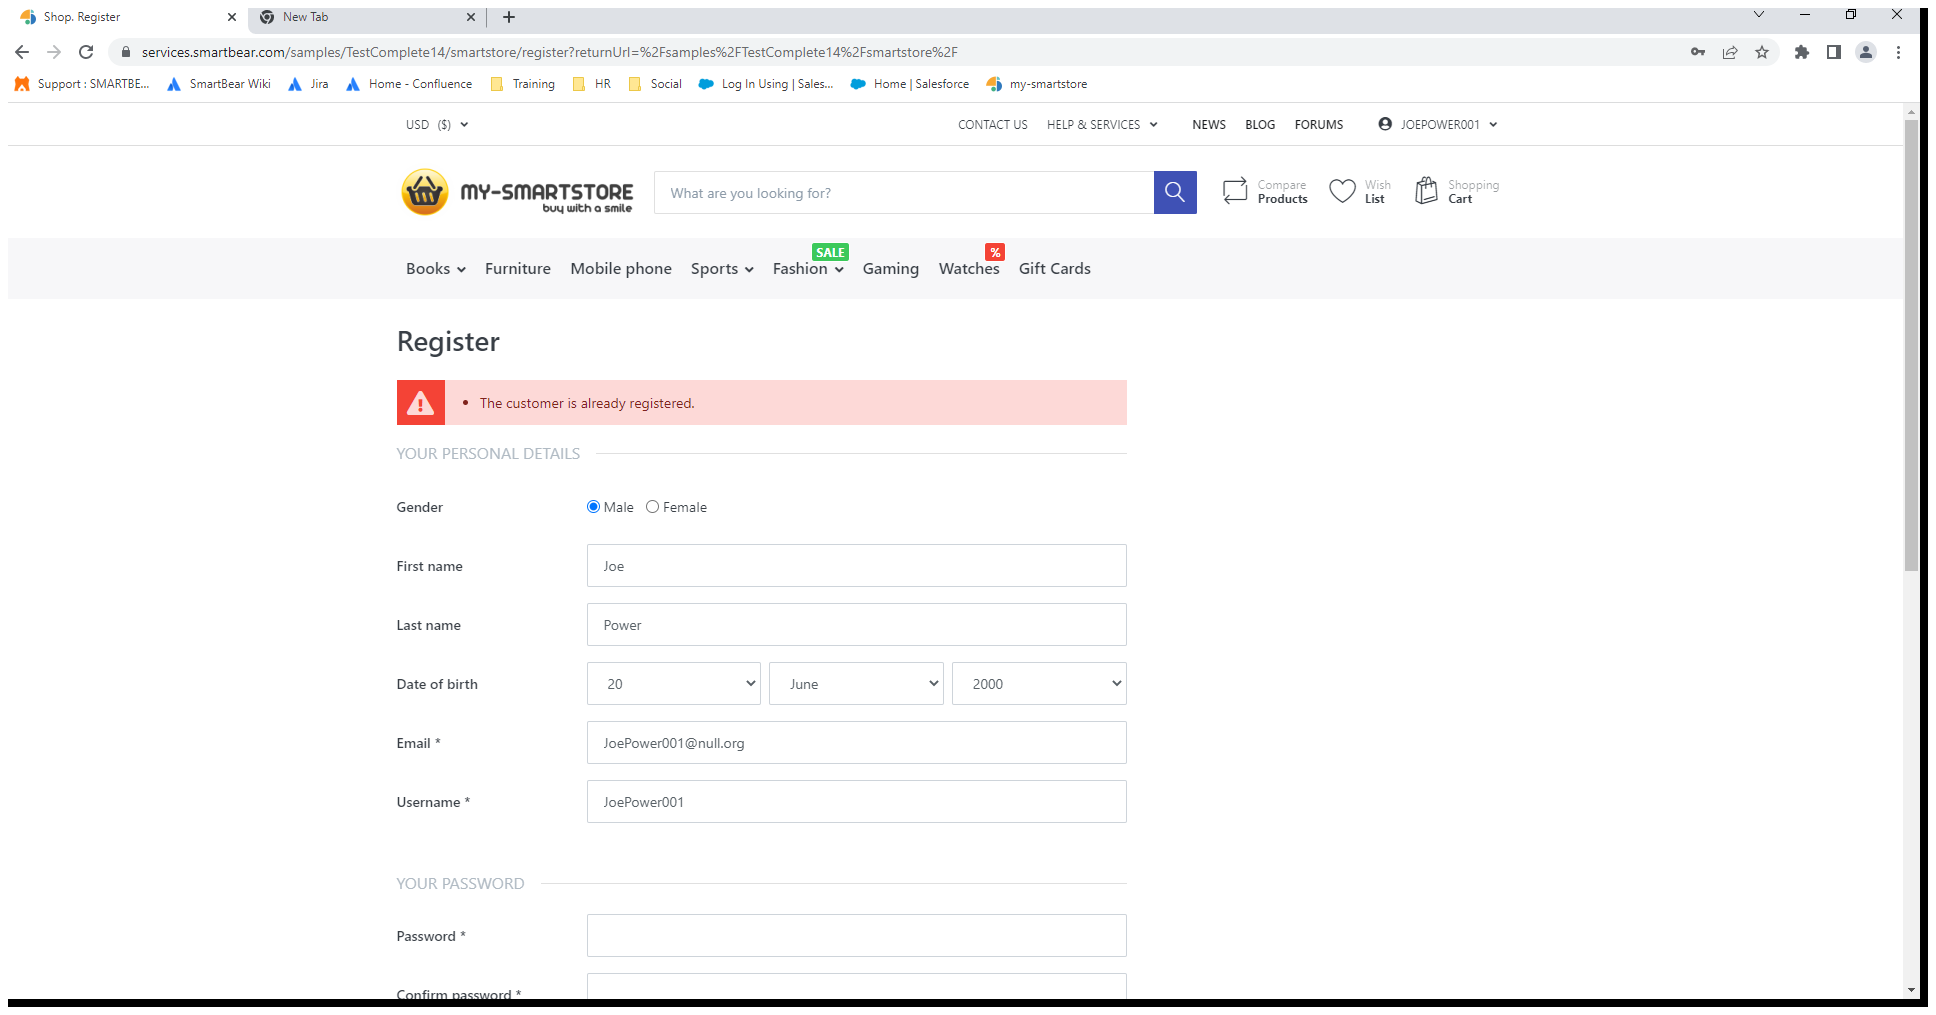 Shop. Register
New Tab
services.smartbear.com/samples/TestComplete14/smartstore/register?returnUrl=%2Fsamples%2FTestComplete14%2Fsmartstore%2F
Support : SMARTBE... SmartBear Wiki Jira Home - Confluence Training HR Social Log In Using | Sales... Home | Salesforce my-smartstore
USD ($) CONTACT US HELP & SERVICES NEWS BLOG FORUMS JOEPOWER001
MY-SMARTSTORE
buy with a smile
What are you looking for?
Compare
Products
Wish
List
Shopping
Cart
SALE %
Books Furniture Mobile phone Sports Fashion Gaming Watches Gift Cards
Register
• The customer is already registered.
YOUR PERSONAL DETAILS
Gender Male Female
First name Joe
Last name Power
Date of birth 20 June 2000
Email * JoePower001@null.org
Username * JoePower001
YOUR PASSWORD
Password *
Confirm password *